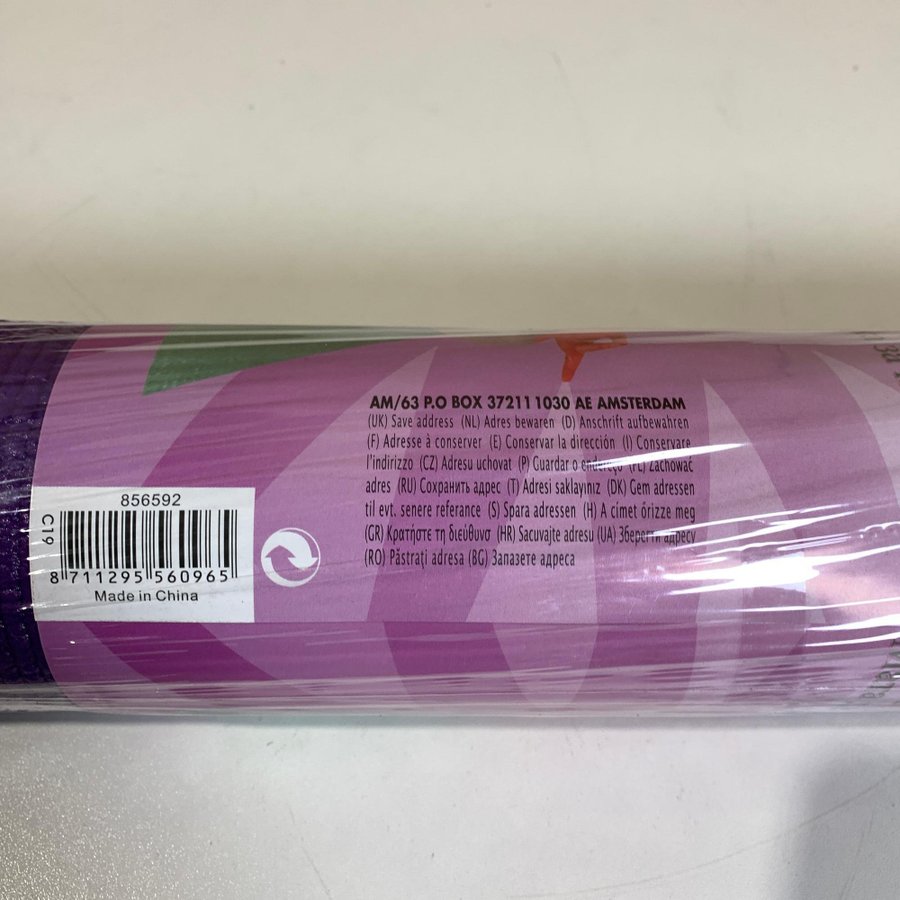 AM/63 P.O BOX 37211 1030 AE AMSTERDAM
(UK) Save address (NL) Adres bewaren (D) Anschrift aufbewahren
(F) Adresse à conserver (E) Conservar la dirección (I) Conservare
l'indirizzo (CZ) Adresu uchovat (P) Guardar o endereço (PL) Zachować
adres (RU) Сохранить адрес (T) Adresi saklayınız (DK) Gem adressen
til evt. senere referance (S) Spara adressen (H) A címet őrizze meg
(GR) Κρατήστε τη διεύθυνσ (HR) Sacuvajte adresu (UA) Зберегти адресу
(RO) Păstrați adresa (BG) Запазете адреса
856592
C19
8 711295 560965
Made in China